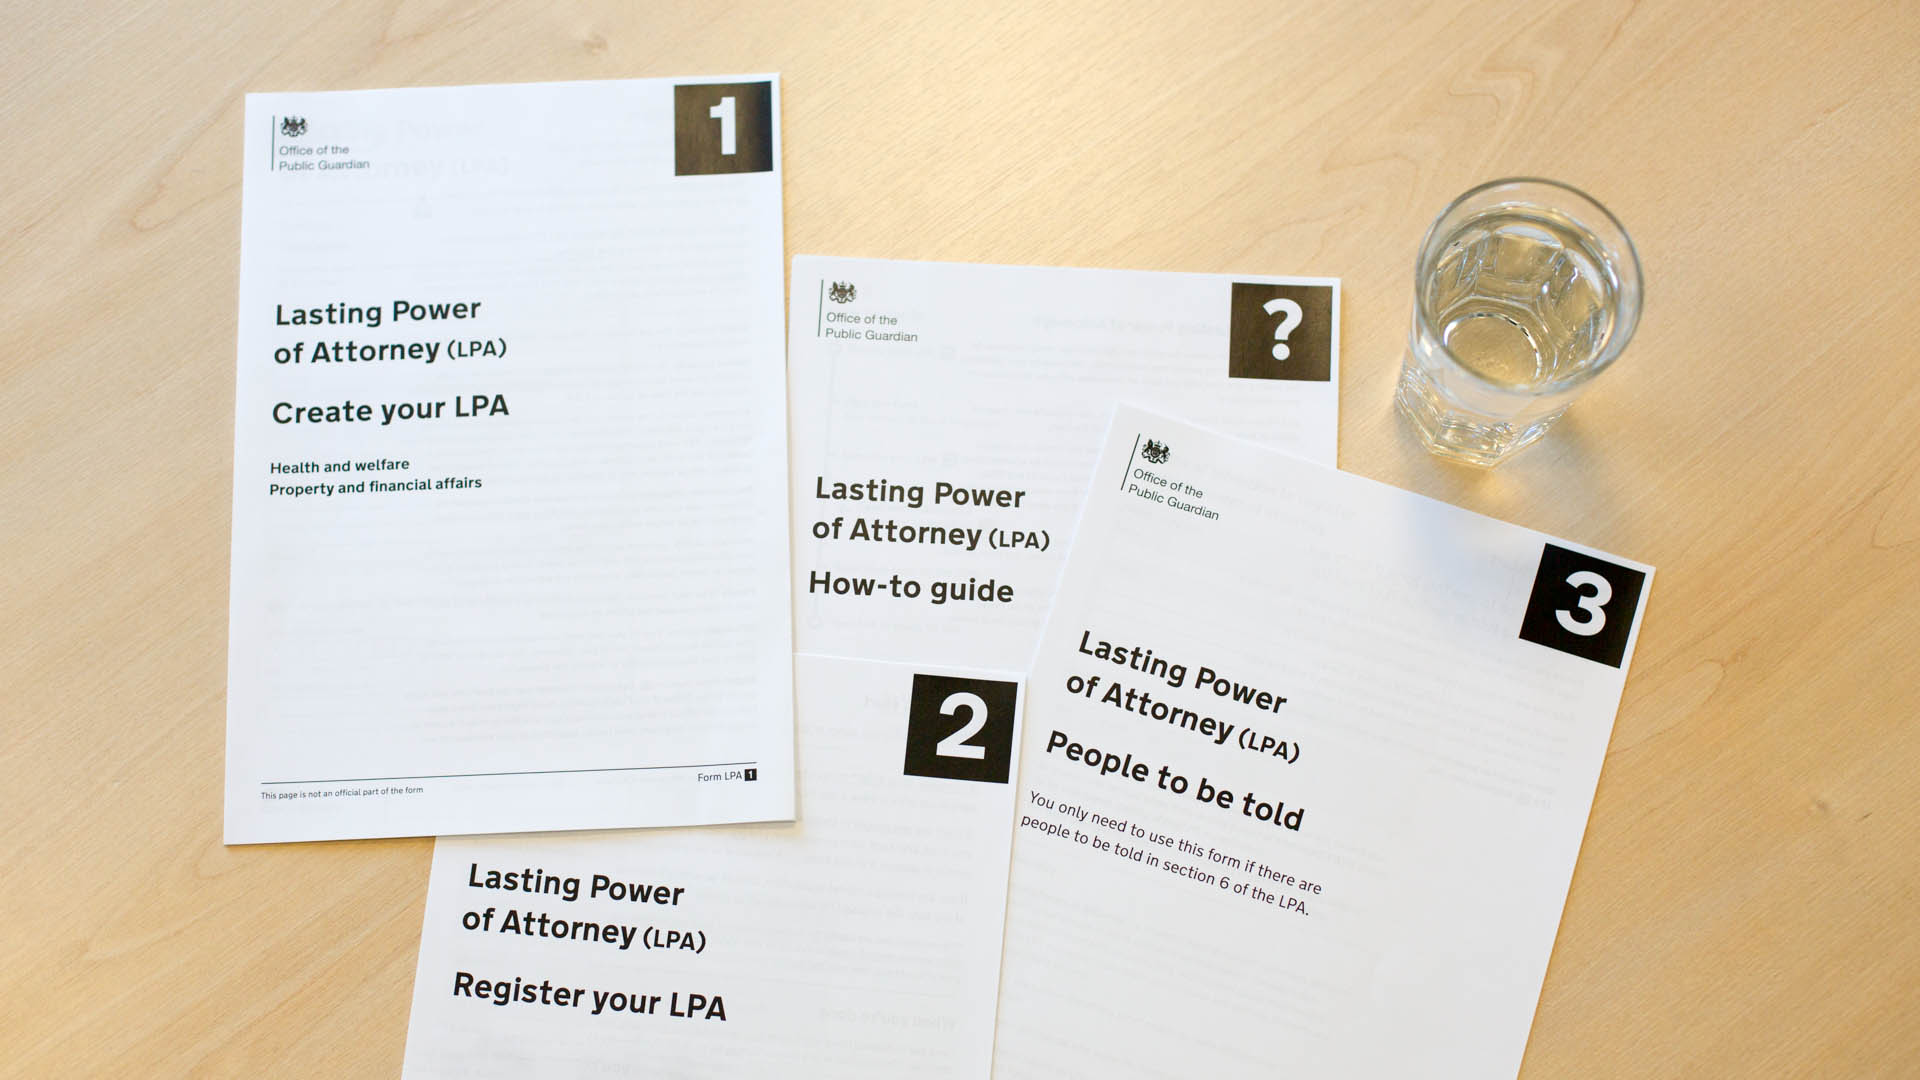 1
Office of the
Public Guardian
Lasting Power
of Attorney (LPA)
Create your LPA
Health and welfare
Property and financial affairs
Form LPA 1
This page is not an official part of the form
?
Office of the
Public Guardian
Lasting Power
of Attorney (LPA)
How-to guide
2
Lasting Power
of Attorney (LPA)
Register your LPA
Office of the
Public Guardian
3
Lasting Power
of Attorney (LPA)
People to be told
You only need to use this form if there are
people to be told in section 6 of the LPA.